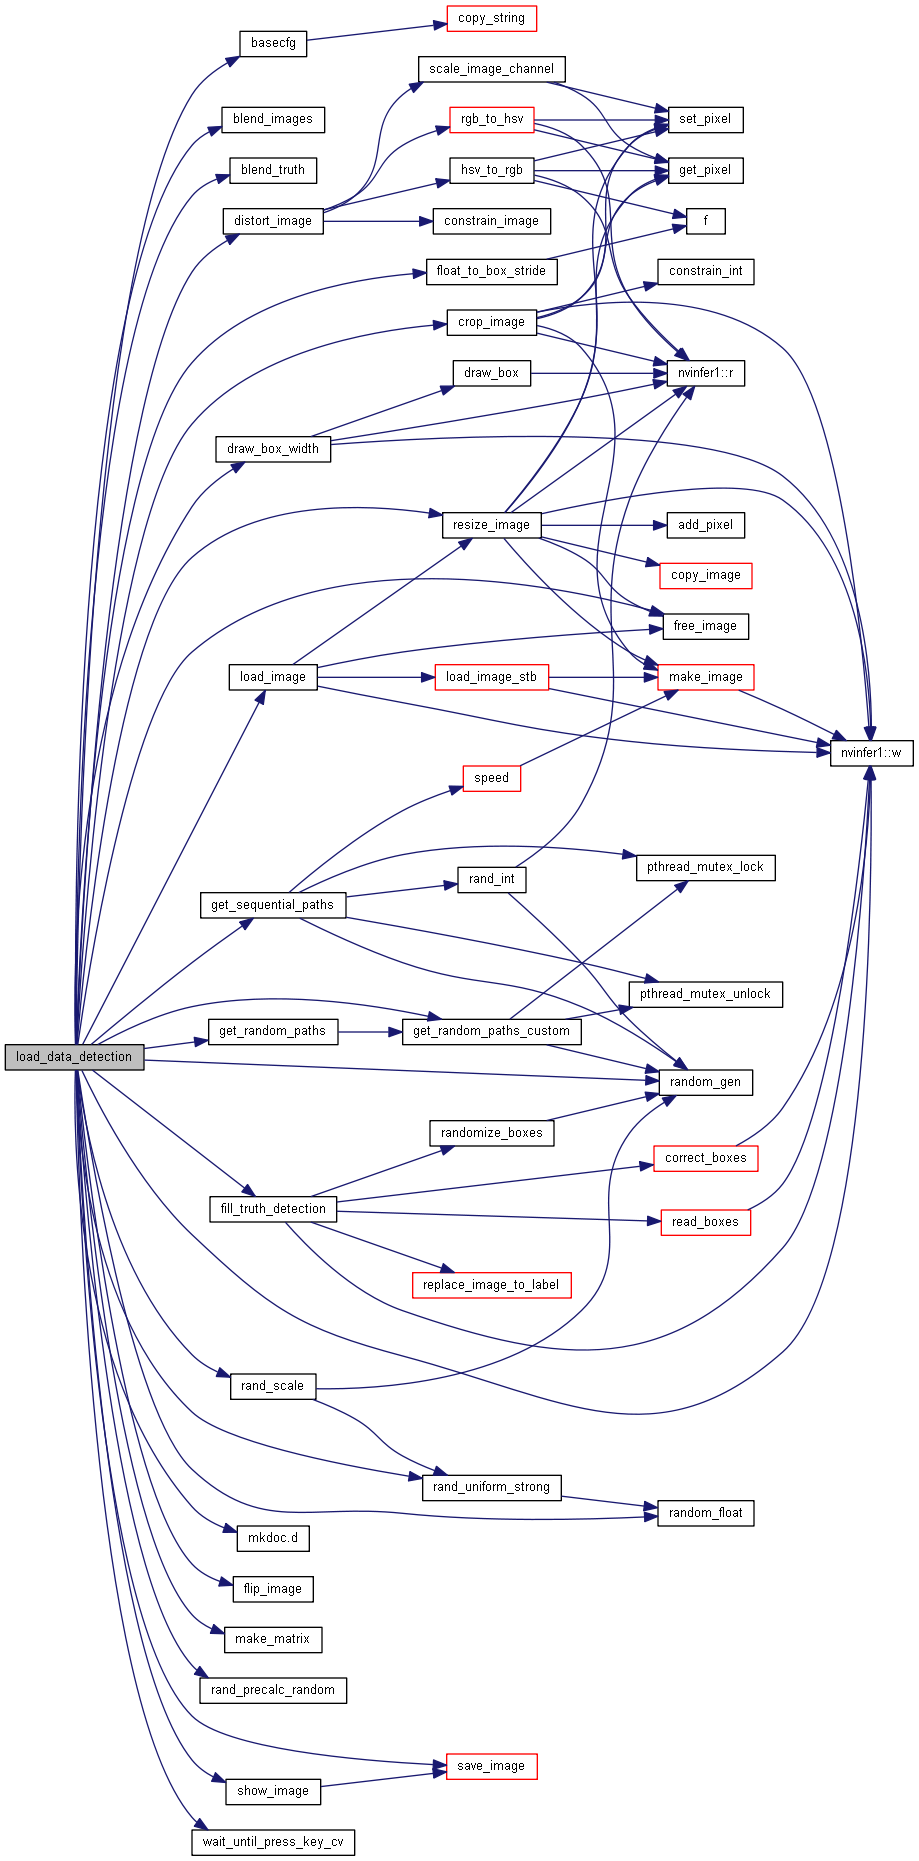 copy_string
basecfg
scale_image_channel
blend_images
rgb_to_hsv
set_pixel
blend_truth
hsv_to_rgb
get_pixel
distort_image
constrain_image
f
float_to_box_stride
constrain_int
crop_image
draw_box
nvinfer1::r
draw_box_width
resize_image
add_pixel
copy_image
free_image
load_image
load_image_stb
make_image
nvinfer1::w
speed
pthread_mutex_lock
rand_int
get_sequential_paths
pthread_mutex_unlock
get_random_paths
get_random_paths_custom
load_data_detection
random_gen
randomize_boxes
correct_boxes
fill_truth_detection
read_boxes
replace_image_to_label
rand_scale
rand_uniform_strong
random_float
mkdoc.d
flip_image
make_matrix
rand_precalc_random
save_image
show_image
wait_until_press_key_cv